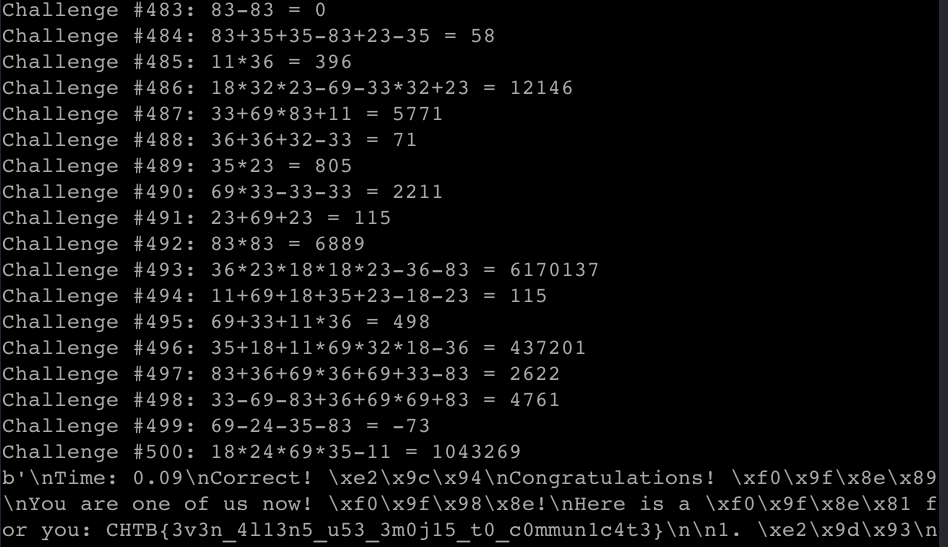 Challenge #483: 83-83 = 0
Challenge #484: 83+35+35-83+23-35 = 58
Challenge #485: 11*36 = 396
Challenge #486: 18*32*23-69-33*32+23 = 12146
Challenge #487: 33+69*83+11 = 5771
Challenge #488: 36+36+32-33 = 71
Challenge #489: 35*23 = 805
Challenge #490: 69*33-33-33 = 2211
Challenge #491: 23+69+23 = 115
Challenge #492: 83*83 = 6889
Challenge #493: 36*23*18*18*23-36-83 = 6170137
Challenge #494: 11+69+18+35+23-18-23 = 115
Challenge #495: 69+33+11*36 = 498
Challenge #496: 35+18+11*69*32*18-36 = 437201
Challenge #497: 83+36+69*36+69+33-83 = 2622
Challenge #498: 33-69-83+36+69*69+83 = 4761
Challenge #499: 69-24-35-83 = -73
Challenge #500: 18*24*69*35-11 = 1043269
b'\nTime: 0.09\nCorrect! \xe2\x9c\x94\nCongratulations! \xf0\x9f\x8e\x89
\nYou are one of us now! \xf0\x9f\x98\x8e!\nHere is a \xf0\x9f\x8e\x81 f
or you: CHTB{3v3n_4l13n5_u53_3m0j15_t0_c0mmun1c4t3}\n\n1. \xe2\x9d\x93\n